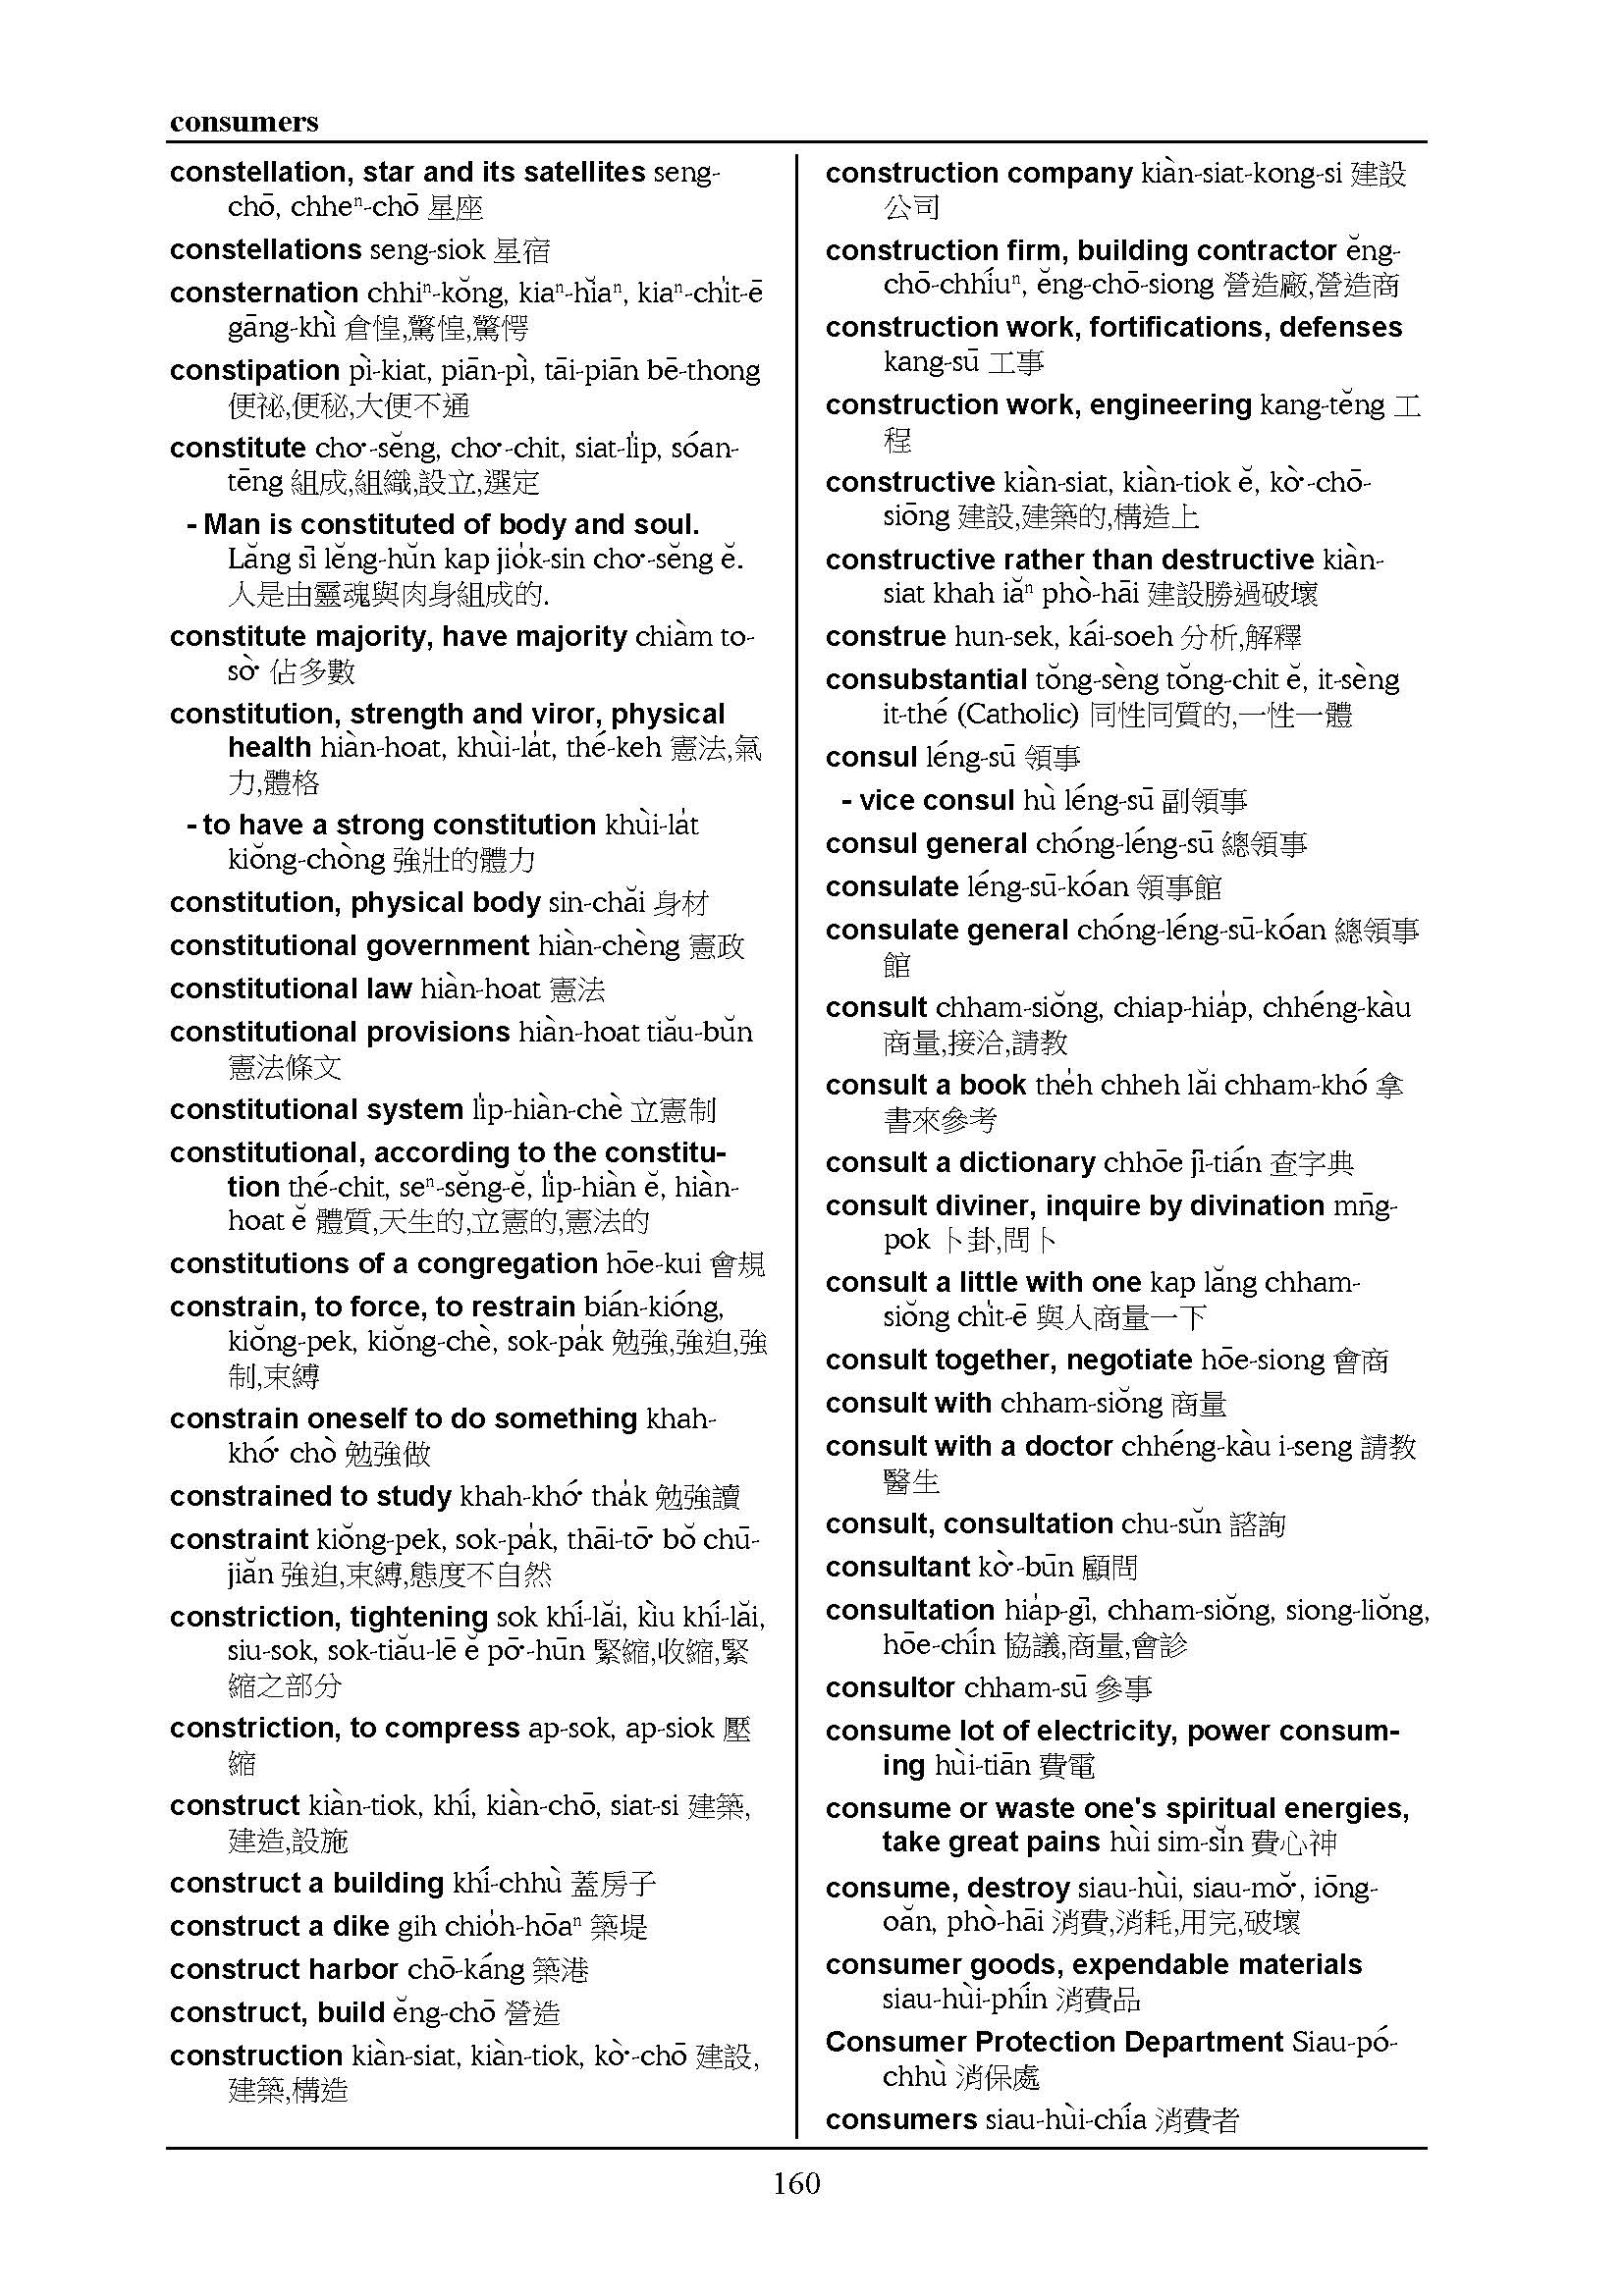 consumers
constellation, star and its satellites seng-
chō, chheⁿ-chō 星座
constellations seng-siok 星宿
consternation chhiⁿ-kŏng, kiaⁿ-hĭaⁿ, kiaⁿ-chi̍t-ē
gāng-khì 倉惶,驚惶,驚愕
constipation pì-kiat, piān-pì, tāi-piān bē-thong
便祕,便秘,大便不通
constitute cho͘-sĕng, cho͘-chit, siat-li̍p, sóan-
tēng 組成,組織,設立,選定
- Man is constituted of body and soul.
Lăng sī lĕng-hŭn kap jio̍k-sin cho͘-sĕng ĕ.
人是由靈魂與肉身組成的.
constitute majority, have majority chiàm to-
sò͘ 佔多數
constitution, strength and viror, physical
health hiàn-hoat, khùi-la̍t, thé-keh 憲法,氣
力,體格
- to have a strong constitution khùi-la̍t
kiŏng-chòng 強壯的體力
constitution, physical body sin-chăi 身材
constitutional government hiàn-chèng 憲政
constitutional law hiàn-hoat 憲法
constitutional provisions hiàn-hoat tiău-bŭn
憲法條文
constitutional system li̍p-hiàn-chè 立憲制
constitutional, according to the constitu-
tion thé-chit, seⁿ-sĕng-ĕ, li̍p-hiàn ĕ, hiàn-
hoat ĕ 體質,天生的,立憲的,憲法的
constitutions of a congregation hōe-kui 會規
constrain, to force, to restrain bián-kióng,
kiŏng-pek, kiŏng-chè, sok-pa̍k 勉強,強迫,強
制,束縛
constrain oneself to do something khah-
khó͘ chò 勉強做
constrained to study khah-khó͘ tha̍k 勉強讀
constraint kiŏng-pek, sok-pa̍k, thāi-tō͘ bŏ chū-
jiăn 強迫,束縛,態度不自然
constriction, tightening sok khí-lăi, kìu khí-lăi,
siu-sok, sok-tiău-lē ĕ pō͘-hūn 緊縮,收縮,緊
縮之部分
constriction, to compress ap-sok, ap-siok 壓
縮
construct kiàn-tiok, khí, kiàn-chō, siat-si 建築,
建造,設施
construct a building khí-chhù 蓋房子
construct a dike gih chio̍h-hōaⁿ 築堤
construct harbor chō-káng 築港
construct, build ĕng-chō 營造
construction kiàn-siat, kiàn-tiok, kò͘-chō 建設,
建築,構造
construction company kiàn-siat-kong-si 建設
公司
construction firm, building contractor ĕng-
chō-chhíuⁿ, ĕng-chō-siong 營造廠,營造商
construction work, fortifications, defenses
kang-sū 工事
construction work, engineering kang-tĕng 工
程
constructive kiàn-siat, kiàn-tiok ĕ, kò͘-chō-
siōng 建設,建築的,構造上
constructive rather than destructive kiàn-
siat khah iăⁿ phò-hāi 建設勝過破壞
construe hun-sek, kái-soeh 分析,解釋
consubstantial tŏng-sèng tŏng-chit ĕ, it-sèng
it-thé (Catholic) 同性同質的,一性一體
consul léng-sū 領事
- vice consul hù léng-sū 副領事
consul general chóng-léng-sū 總領事
consulate léng-sū-kóan 領事館
consulate general chóng-léng-sū-kóan 總領事
館
consult chham-siŏng, chiap-hia̍p, chhéng-kàu
商量,接洽,請教
consult a book the̍h chheh lăi chham-khó 拿
書來參考
consult a dictionary chhōe jī-tián 查字典
consult diviner, inquire by divination mn̄g-
pok 卜卦,問卜
consult a little with one kap lăng chham-
siŏng chi̍t-ē 與人商量一下
consult together, negotiate hōe-siong 會商
consult with chham-siŏng 商量
consult with a doctor chhéng-kàu i-seng 請教
醫生
consult, consultation chu-sŭn 諮詢
consultant kò͘-būn 顧問
consultation hia̍p-gī, chham-siŏng, siong-liŏng,
hōe-chín 協議,商量,會診
consultor chham-sū 參事
consume lot of electricity, power consum-
ing hùi-tiān 費電
consume or waste one's spiritual energies,
take great pains hùi sim-sĭn 費心神
consume, destroy siau-hùi, siau-mŏ͘, iōng-
oăn, phò-hāi 消費,消耗,用完,破壞
consumer goods, expendable materials
siau-hùi-phín 消費品
Consumer Protection Department Siau-pó-
chhù 消保處
consumers siau-hùi-chía 消費者
160